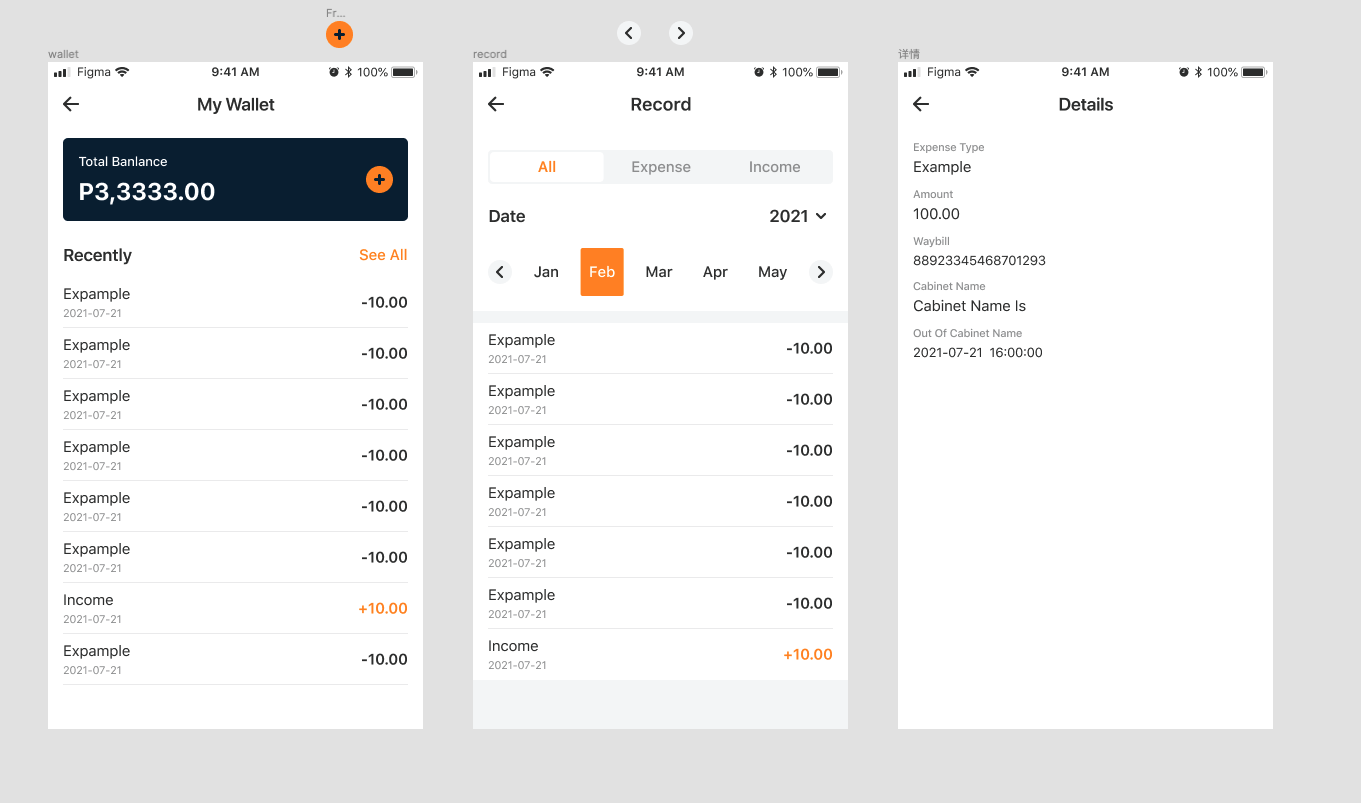 Fr...
wallet
Figma
9:41 AM
100%
My Wallet
Total Banlance
P3,3333.00
Recently
See All
Expample
-10.00
2021-07-21
Expample
-10.00
2021-07-21
Expample
-10.00
2021-07-21
Expample
-10.00
2021-07-21
Expample
-10.00
2021-07-21
Expample
-10.00
2021-07-21
Income
+10.00
2021-07-21
Expample
-10.00
2021-07-21
record
Figma
9:41 AM
100%
Record
All
Expense
Income
Date
2021
Jan
Feb
Mar
Apr
May
Expample
-10.00
2021-07-21
Expample
-10.00
2021-07-21
Expample
-10.00
2021-07-21
Expample
-10.00
2021-07-21
Expample
-10.00
2021-07-21
Expample
-10.00
2021-07-21
Income
+10.00
2021-07-21
详情
Figma
9:41 AM
100%
Details
Expense Type
Example
Amount
100.00
Waybill
88923345468701293
Cabinet Name
Cabinet Name Is
Out Of Cabinet Name
2021-07-21 16:00:00